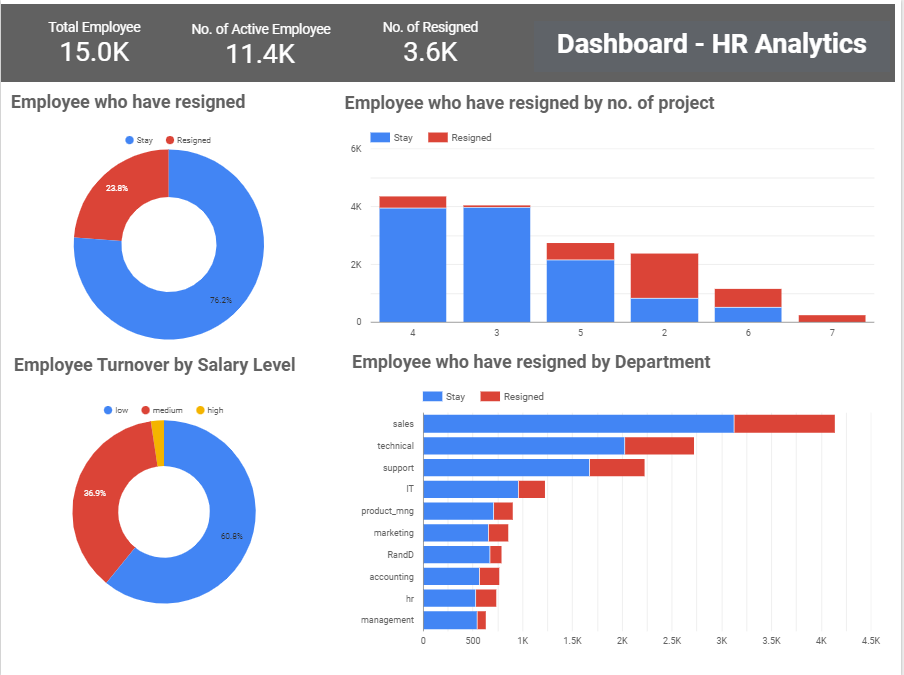 Total Employee
15.0K
No. of Active Employee
11.4K
No. of Resigned
3.6K
Dashboard - HR Analytics
Employee who have resigned
Stay
Resigned
23.8%
76.2%
Employee who have resigned by no. of project
Stay
Resigned
6K
4K
2K
0
4
3
5
2
6
7
Employee Turnover by Salary Level
low
medium
high
36.9%
60.8%
Employee who have resigned by Department
Stay
Resigned
sales
technical
support
IT
product_mng
marketing
RandD
accounting
hr
management
0
500
1K
1.5K
2K
2.5K
3K
3.5K
4K
4.5K